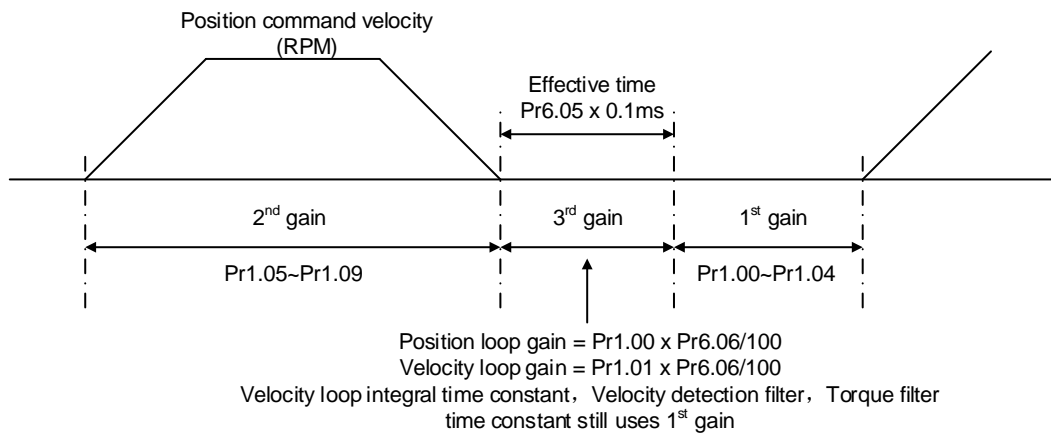 Position command velocity
(RPM)
Effective time
Pr6.05 x 0.1ms
2nd gain
3rd gain
1st gain
Pr1.05~Pr1.09
Pr1.00~Pr1.04
Position loop gain = Pr1.00 x Pr6.06/100
Velocity loop gain = Pr1.01 x Pr6.06/100
Velocity loop integral time constant，Velocity detection filter，Torque filter
time constant still uses 1st gain